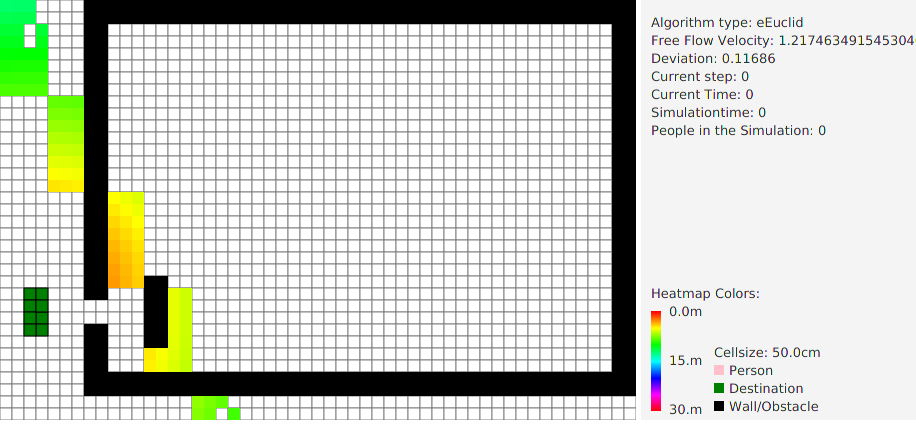 Algorithm type: eEuclid
Free Flow Velocity: 1.2174634915453046
Deviation: 0.11686
Current step: 0
Current Time: 0
Simulationtime: 0
People in the Simulation: 0
Heatmap Colors:
0.0m
15.m
30.m
Cellsize: 50.0cm
Person
Destination
Wall/Obstacle